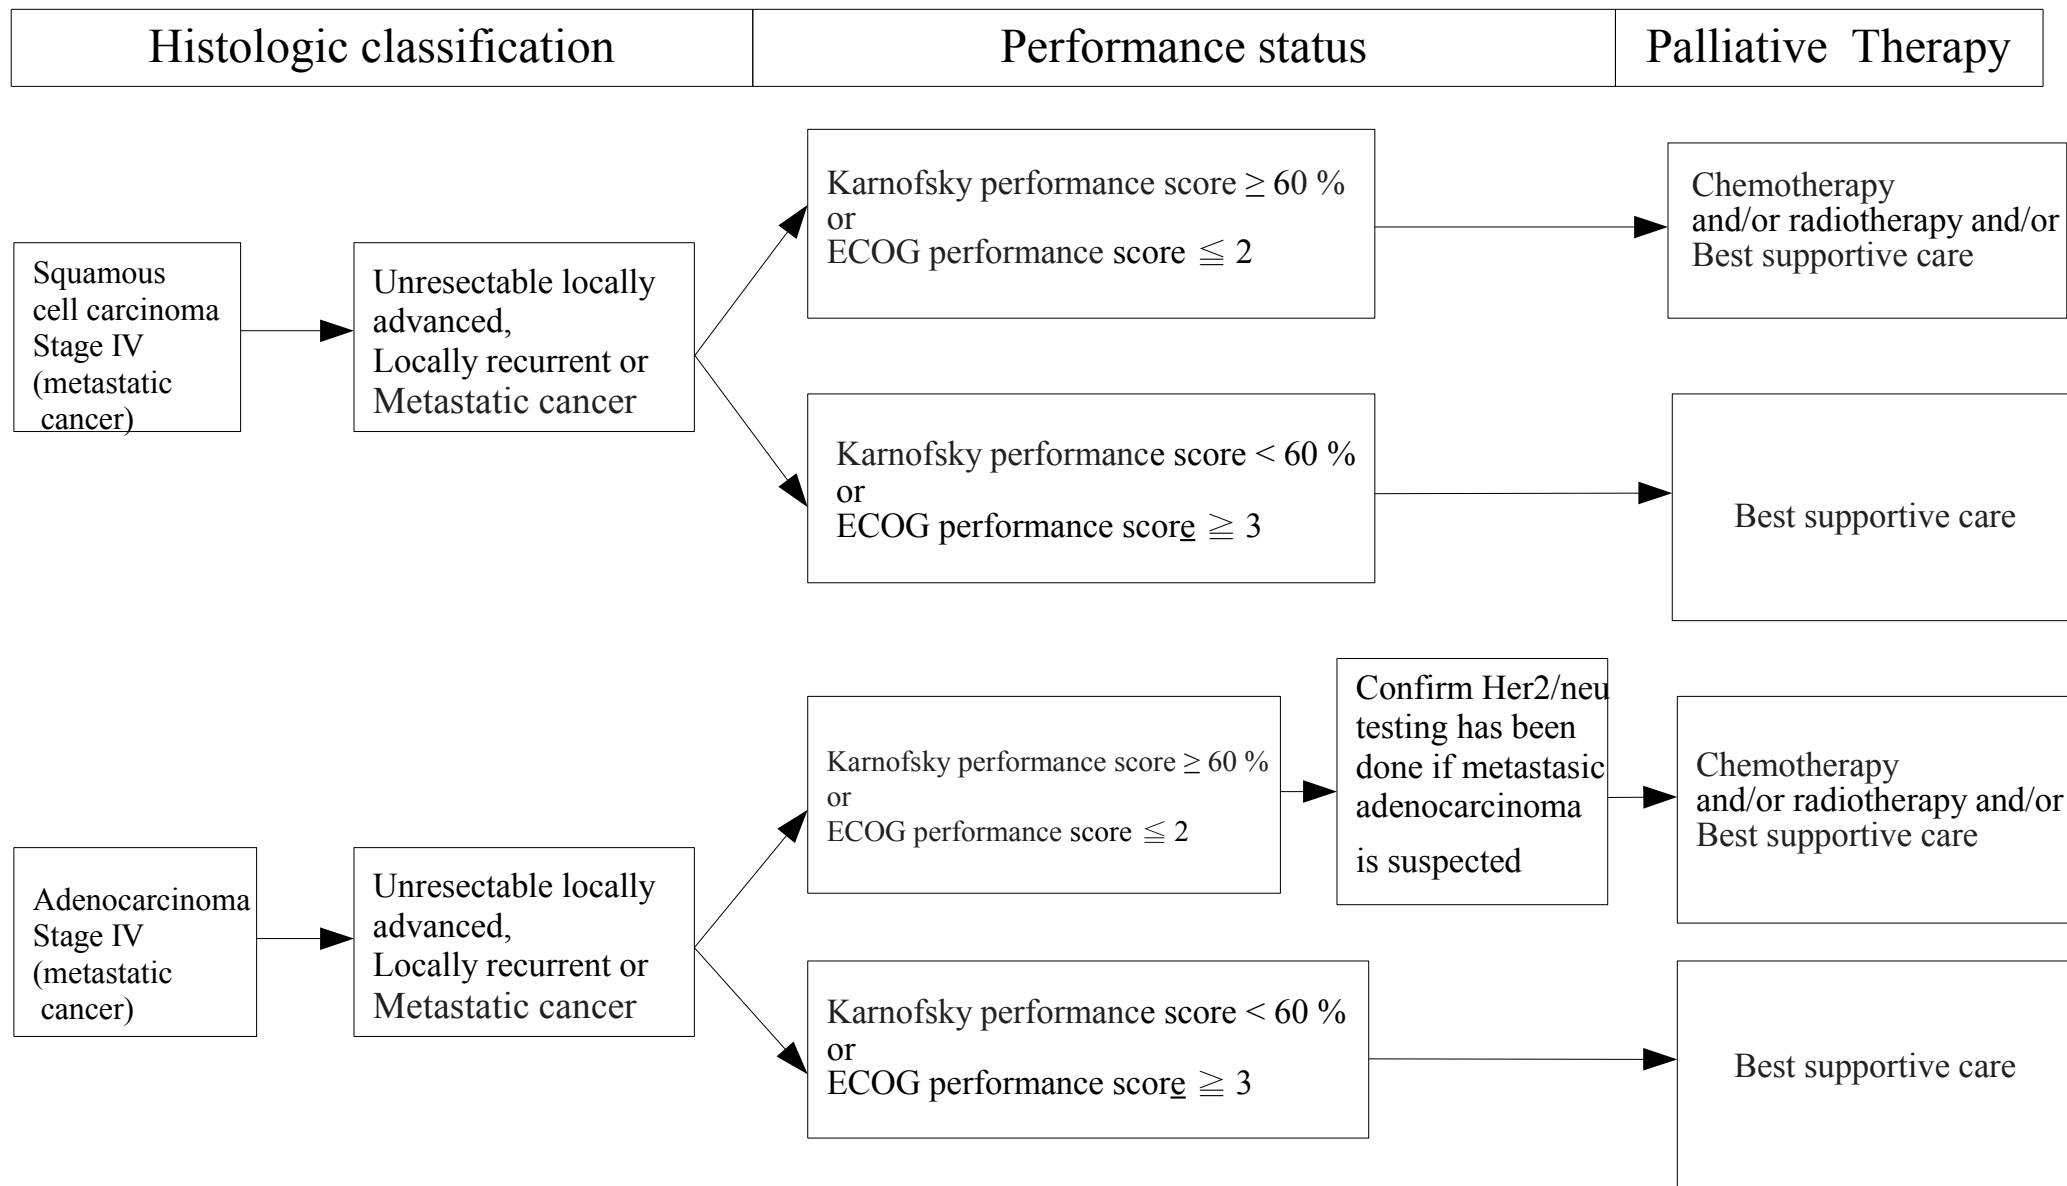 Histologic classification
Performance status
Palliative Therapy
Squamous
cell carcinoma
Stage IV
(metastatic
cancer)
Unresectable locally
advanced,
Locally recurrent or
Metastatic cancer
Karnofsky performance score ≥ 60 %
or
ECOG performance score ≦ 2
Chemotherapy
and/or radiotherapy and/or
Best supportive care
Karnofsky performance score < 60 %
or
ECOG performance score ≧ 3
Best supportive care
Adenocarcinoma
Stage IV
(metastatic
cancer)
Unresectable locally
advanced,
Locally recurrent or
Metastatic cancer
Karnofsky performance score ≥ 60 %
or
ECOG performance score ≦ 2
Confirm Her2/neu
testing has been
done if metastasic
adenocarcinoma
is suspected
Chemotherapy
and/or radiotherapy and/or
Best supportive care
Karnofsky performance score < 60 %
or
ECOG performance score ≧ 3
Best supportive care